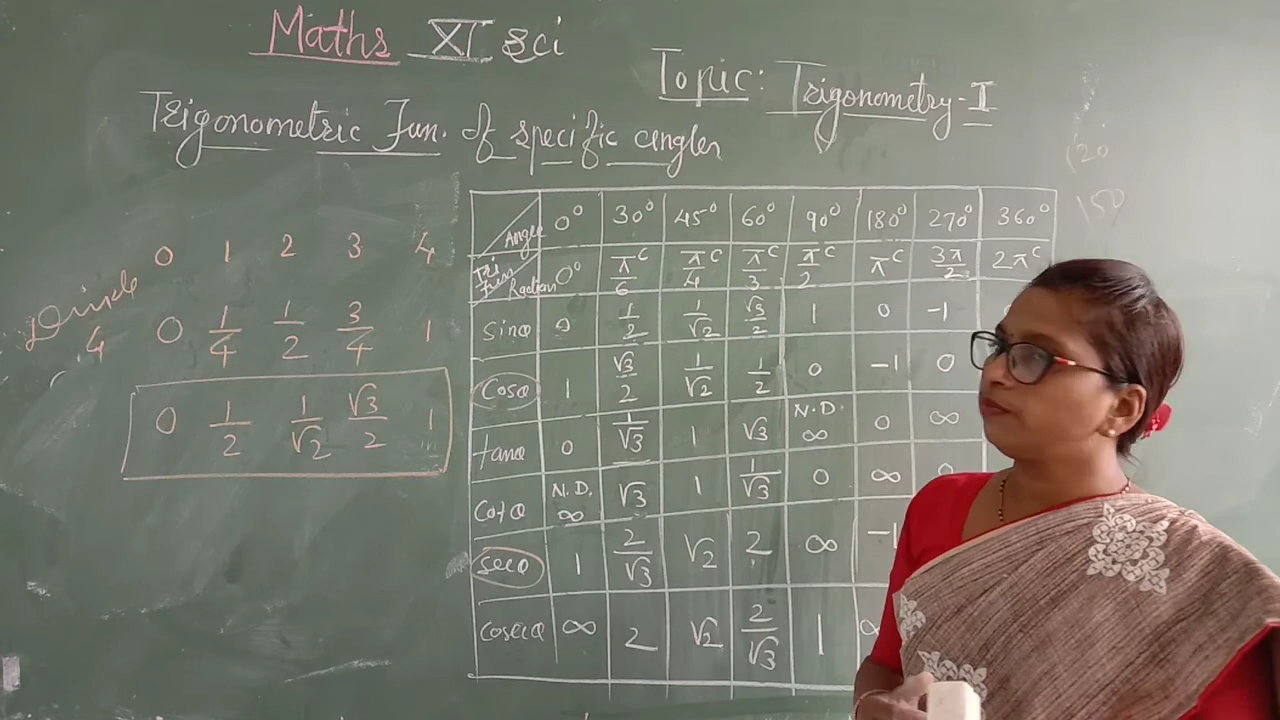 Maths XI sci
Topic: Trigonometry-I
Trigonometric Fun. of specific angles
0 1 2 3 4
Divide 4 0 1/4 1/2 3/4 1
0 1/2 1/√2 √3/2 1
Angle 0° 30° 45° 60° 90° 180° 270° 360°
Tri Fun Radian 0° π/6 c π/4 c π/3 c π/2 c π c 3π/2 2π c
Sinθ 0 1/2 1/√2 √3/2 1 0 -1
Cosθ 1 √3/2 1/√2 1/2 0 -1 0
tanθ 0 1/√3 1 √3 N.D. ∞ 0 ∞
Cotθ N.D. ∞ √3 1 1/√3 0 ∞ 0
Secθ 1 2/√3 √2 2 ∞ -1
Cosecθ ∞ 2 √2 2/√3 1 ∞
120
150